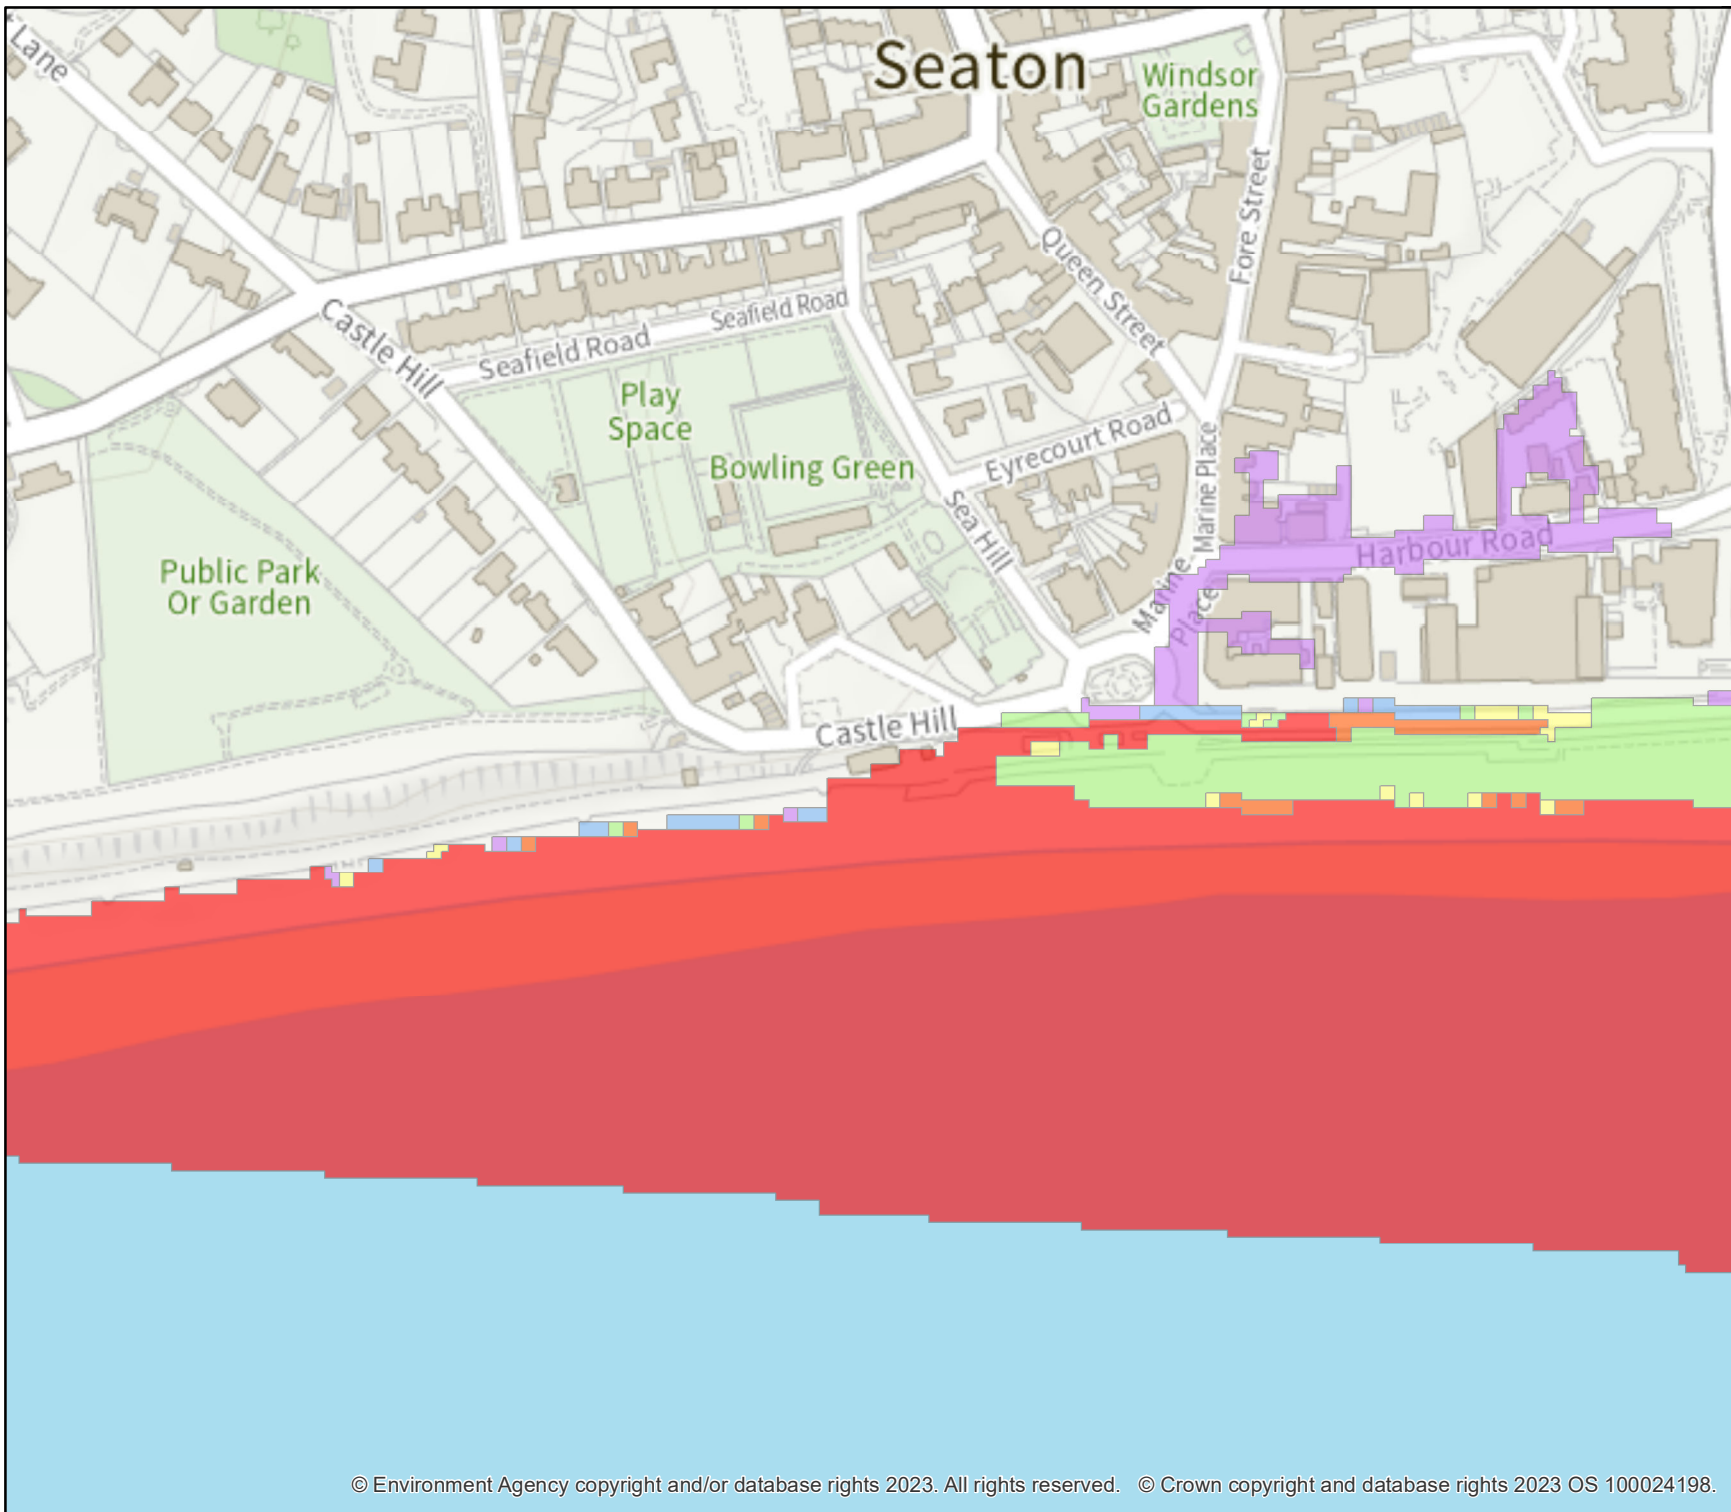 Lane
Seaton
Windsor
Gardens
Fore Street
Queen Street
Castle Hill
Seafield Road
Seafield Road
Play
Space
Bowling Green
Eyrecourt Road
Marine Place
Sea Hill
Harbour Road
Public Park
Or Garden
Marine
Place
Castle Hill
© Environment Agency copyright and/or database rights 2023. All rights reserved. © Crown copyright and database rights 2023 OS 100024198.